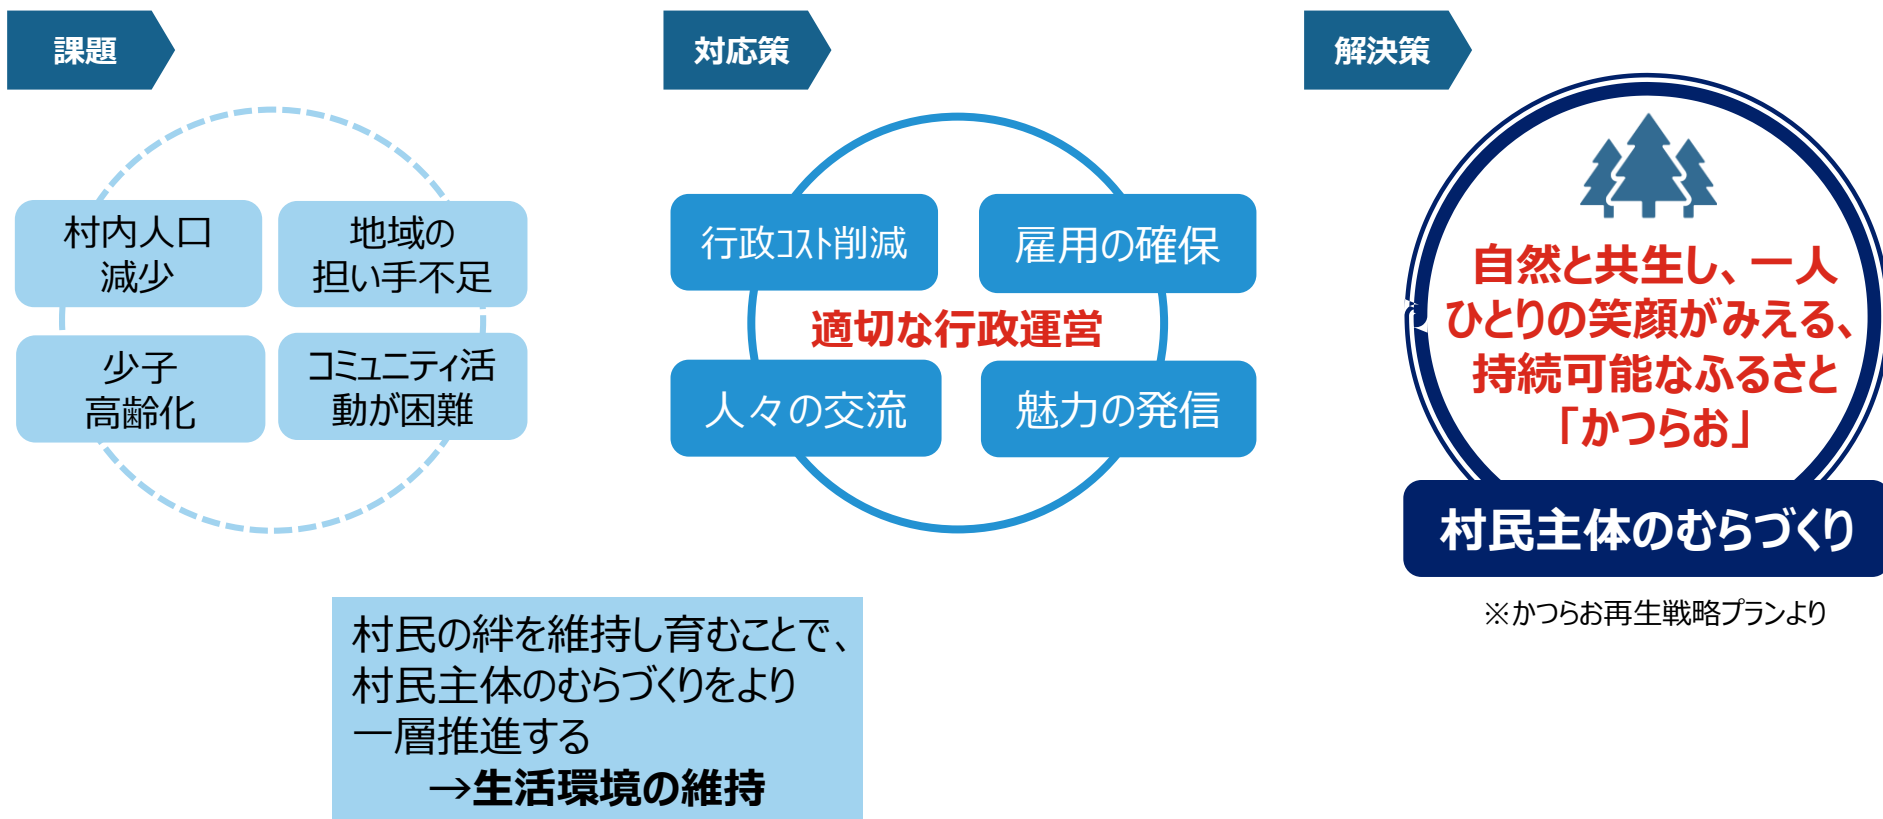 課題
村内人口
減少
地域の
担い手不足
少子
高齢化
コミュニティ活
動が困難
対応策
行政コスト削減
雇用の確保
適切な行政運営
人々の交流
魅力の発信
解決策
自然と共生し、一人
ひとりの笑顔がみえる、
持続可能なふるさと
「かつらお」
村民主体のむらづくり
※かつらお再生戦略プランより
村民の絆を維持し育むことで、
村民主体のむらづくりをより
一層推進する
→生活環境の維持